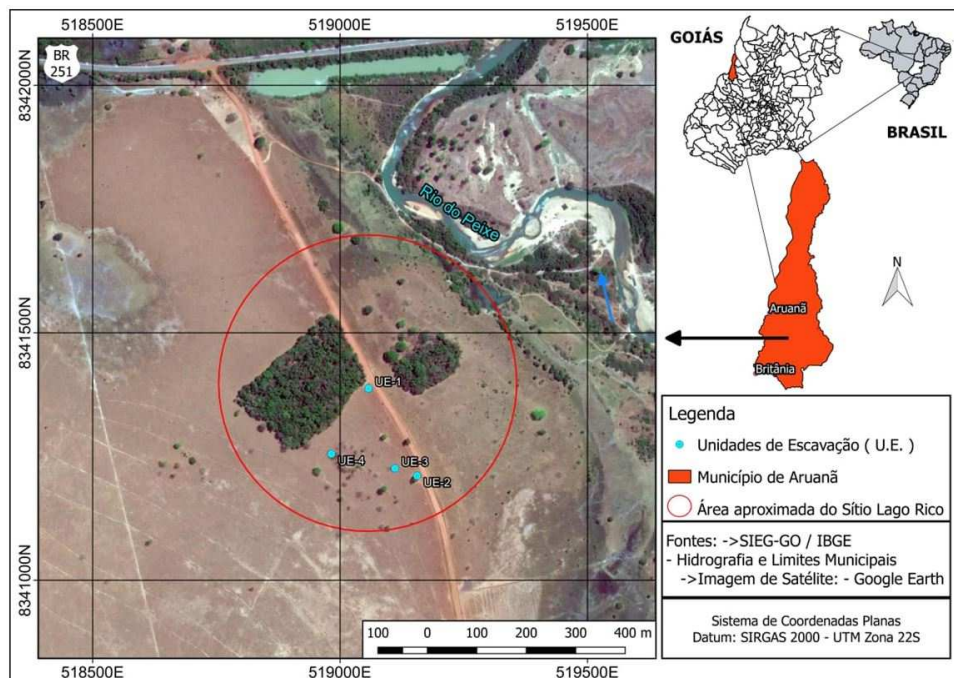 518500E 519000E 519500E
BR
251
8342000N
8341500N
8341000N
Rio do Peixe
UE-1
UE-4
UE-3
UE-2
100 0 100 200 300 400 m
518500E 519000E 519500E
GOIÁS
BRASIL
N
Aruanã
Britânia
Legenda
Unidades de Escavação ( U.E. )
Município de Aruanã
Área aproximada do Sítio Lago Rico
Fontes: ->SIEG-GO / IBGE
- Hidrografia e Limites Municipais
->Imagem de Satélite: - Google Earth
Sistema de Coordenadas Planas
Datum: SIRGAS 2000 - UTM Zona 22S